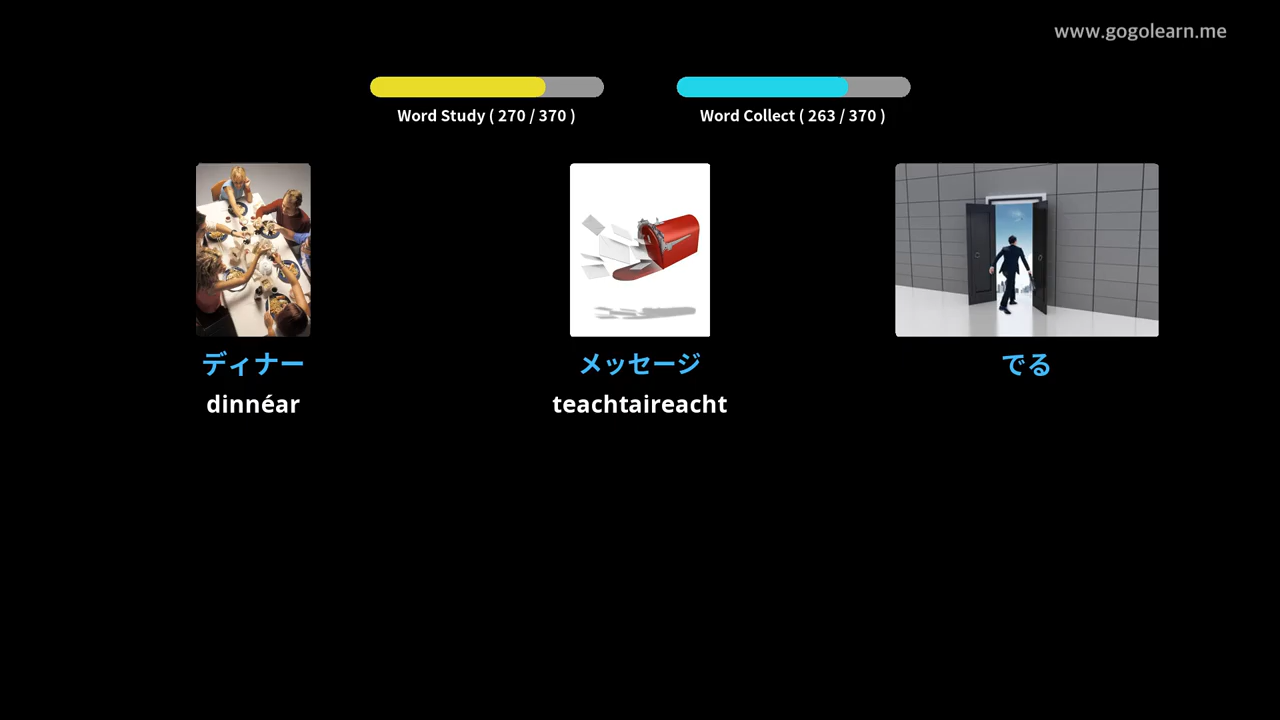 www.gogolearn.me
Word Study ( 270 / 370 )
Word Collect ( 263 / 370 )
ディナー
メッセージ
でる
dinnéar
teachtaireacht